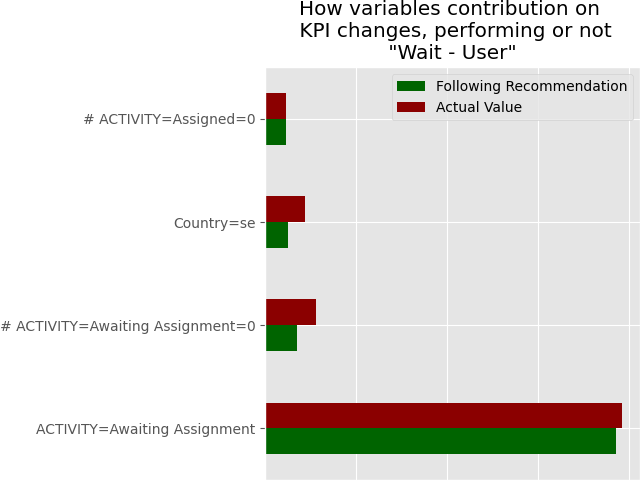 How variables contribution on
KPI changes, performing or not
"Wait - User"
Following Recommendation
Actual Value
# ACTIVITY=Assigned=0
Country=se
# ACTIVITY=Awaiting Assignment=0
ACTIVITY=Awaiting Assignment